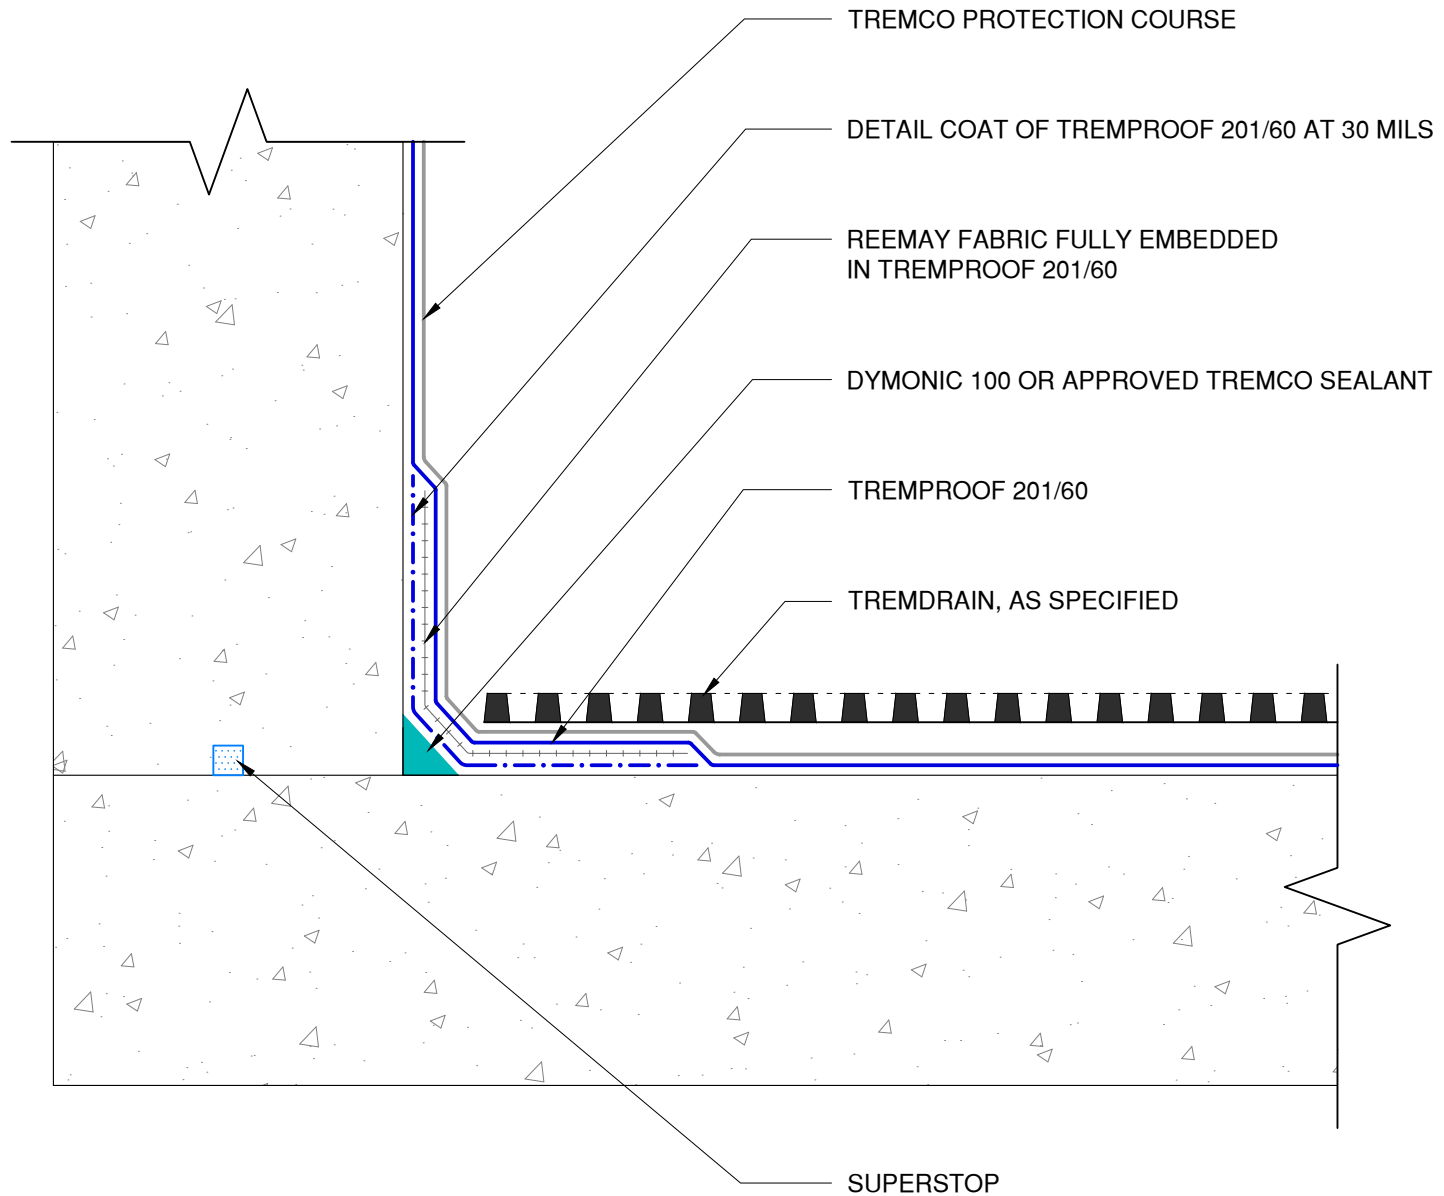 TREMCO PROTECTION COURSE
DETAIL COAT OF TREMPROOF 201/60 AT 30 MILS
REEMAY FABRIC FULLY EMBEDDED
IN TREMPROOF 201/60
DYMONIC 100 OR APPROVED TREMCO SEALANT
TREMPROOF 201/60
TREMDRAIN, AS SPECIFIED
SUPERSTOP